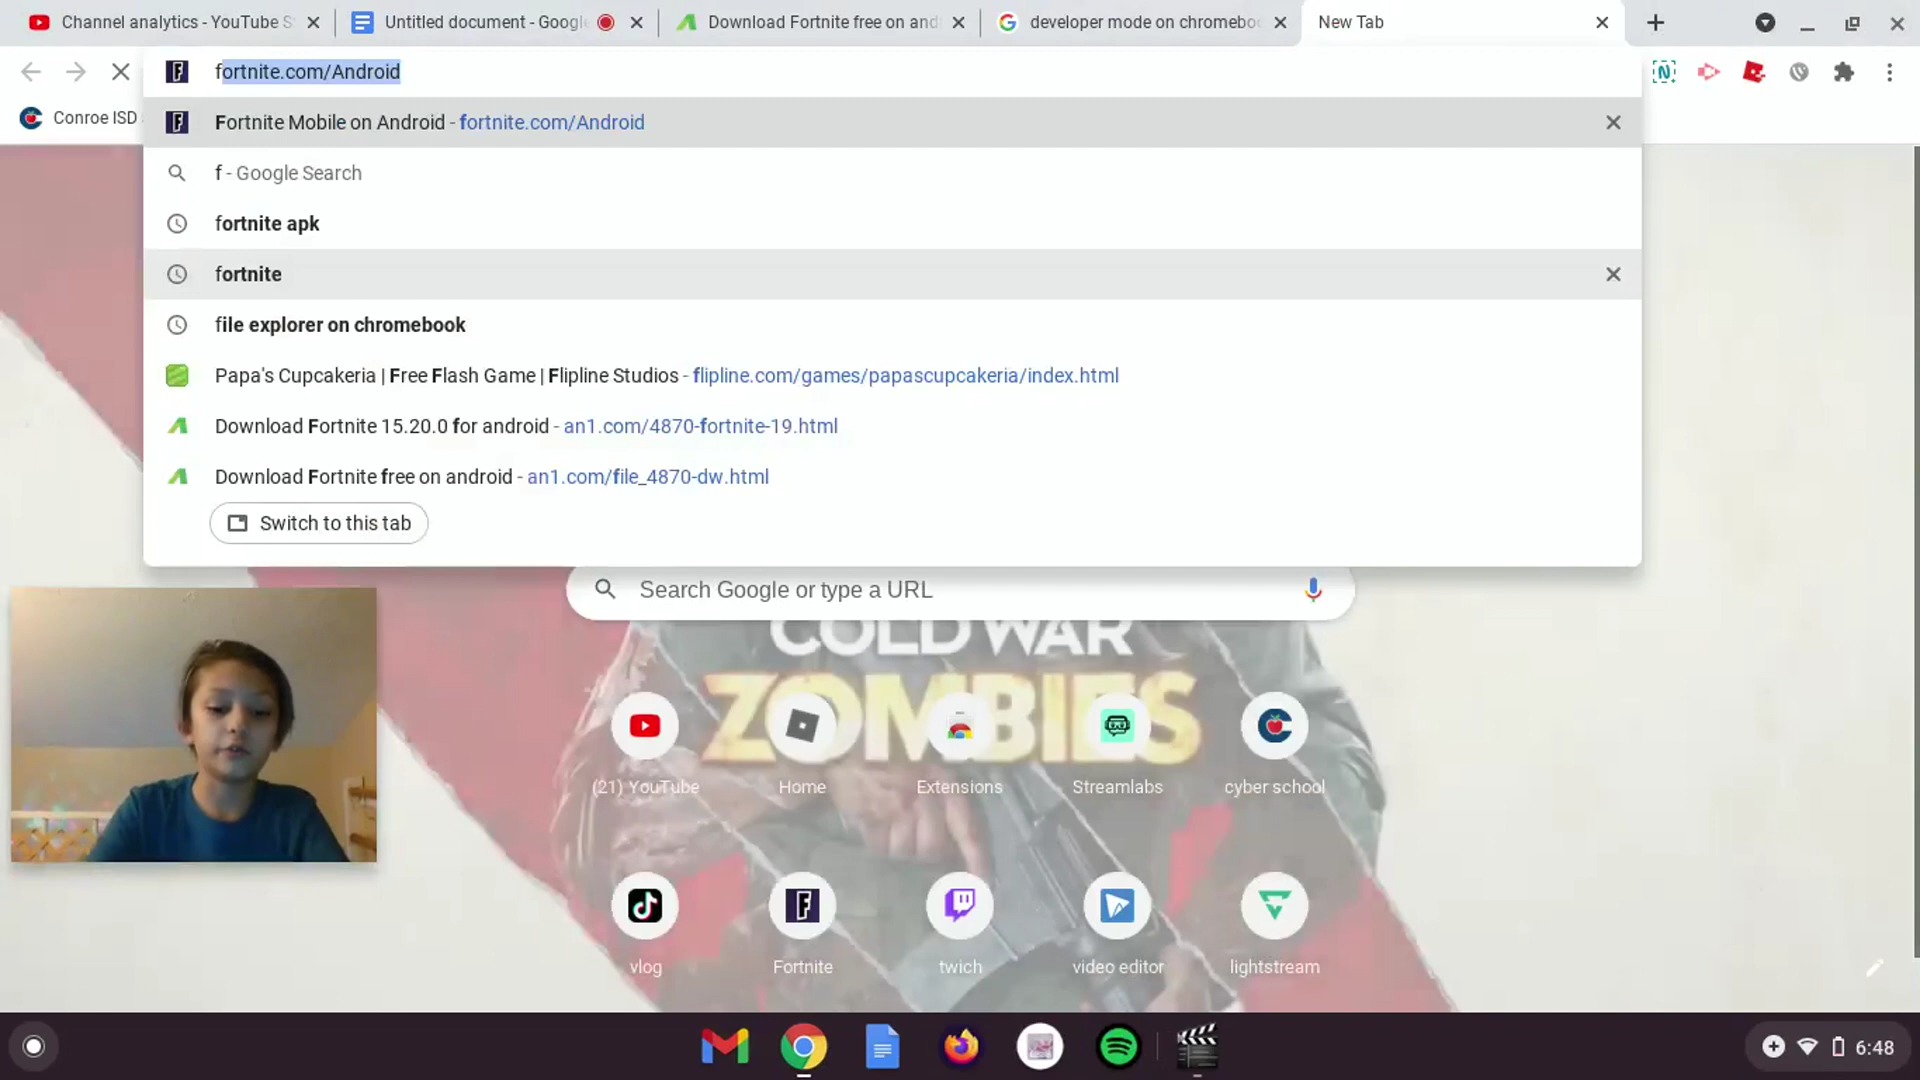 Channel analytics - YouTube S
Untitled document - Google
Download Fortnite free on and
developer mode on chromeboo
New Tab
fortnite.com/Android
Conroe ISD
Fortnite Mobile on Android - fortnite.com/Android
f - Google Search
fortnite apk
fortnite
file explorer on chromebook
Papa's Cupcakeria | Free Flash Game | Flipline Studios - flipline.com/games/papascupcakeria/index.html
Download Fortnite 15.20.0 for android - an1.com/4870-fortnite-19.html
Download Fortnite free on android - an1.com/file_4870-dw.html
Switch to this tab
Search Google or type a URL
COLD WAR
ZOMBIES
(21) YouTube
Home
Extensions
Streamlabs
cyber school
vlog
Fortnite
twich
video editor
lightstream
6:48